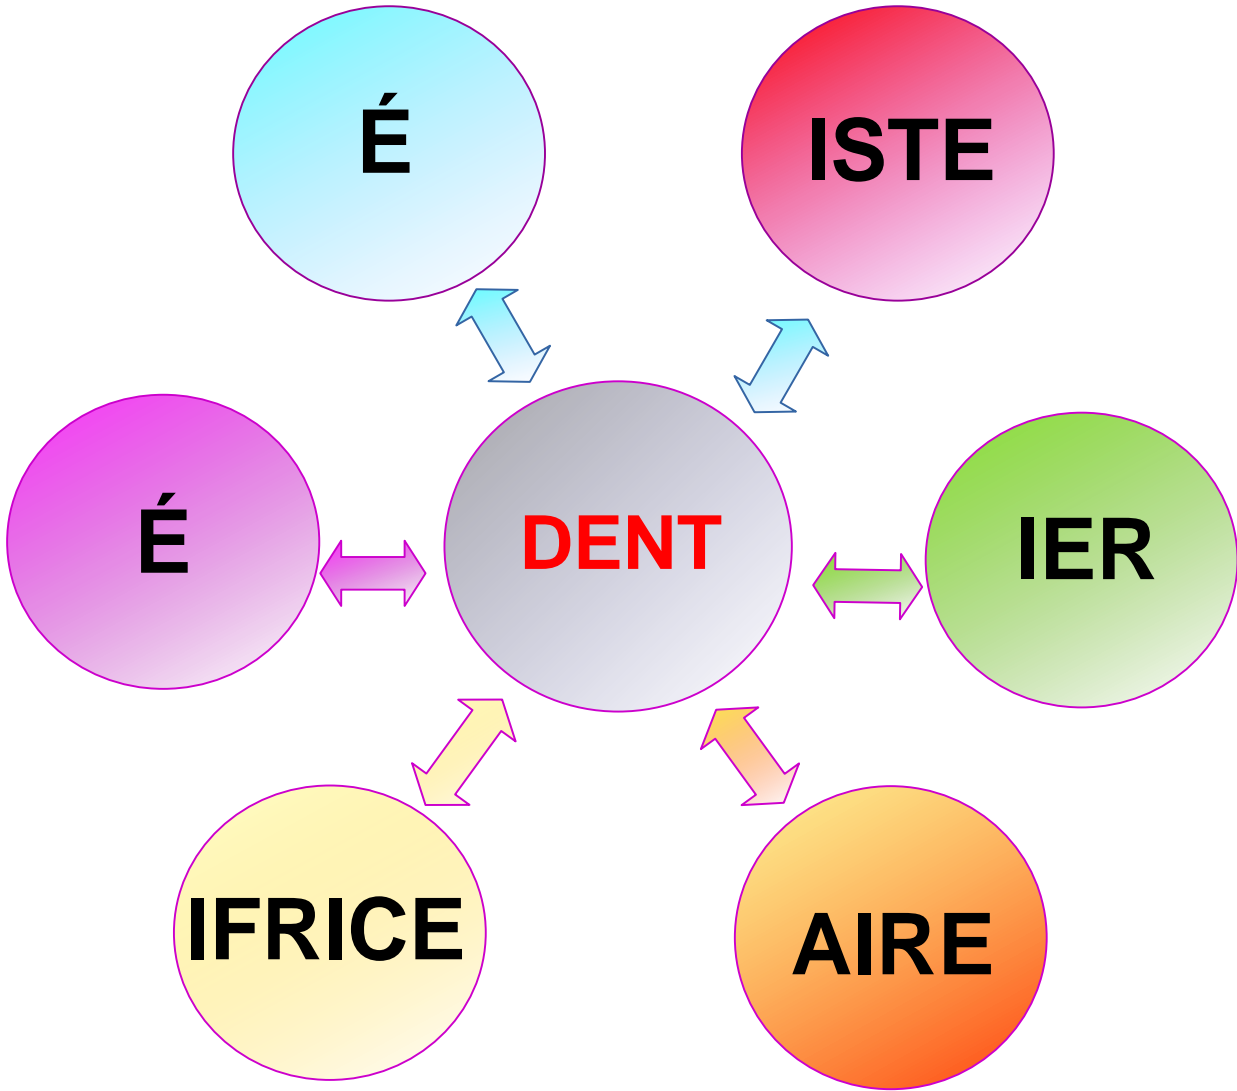 É
ISTE
É
DENT
IER
IFRICE
AIRE